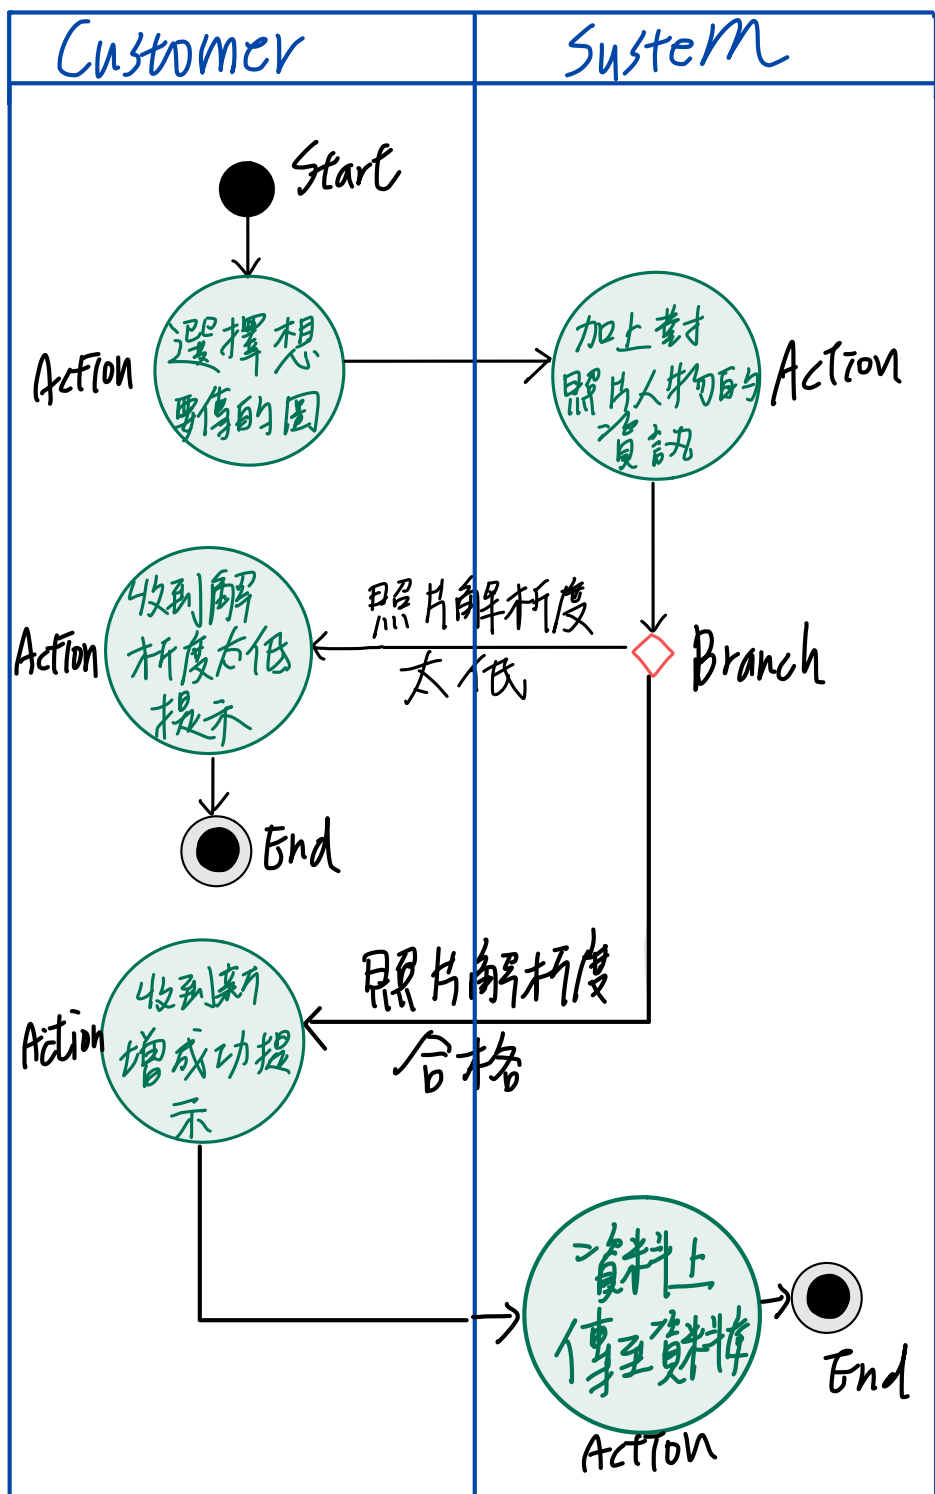 Customer
System
Start
選擇想
要傳的圖
Action
加上對
照片人物的
資訊
Action
照片解析度
太低
Branch
收到解
析度太低
提示
Action
End
照片解析度
合格
收到新
增成功提
示
Action
資料上
傳至資料庫
Action
End